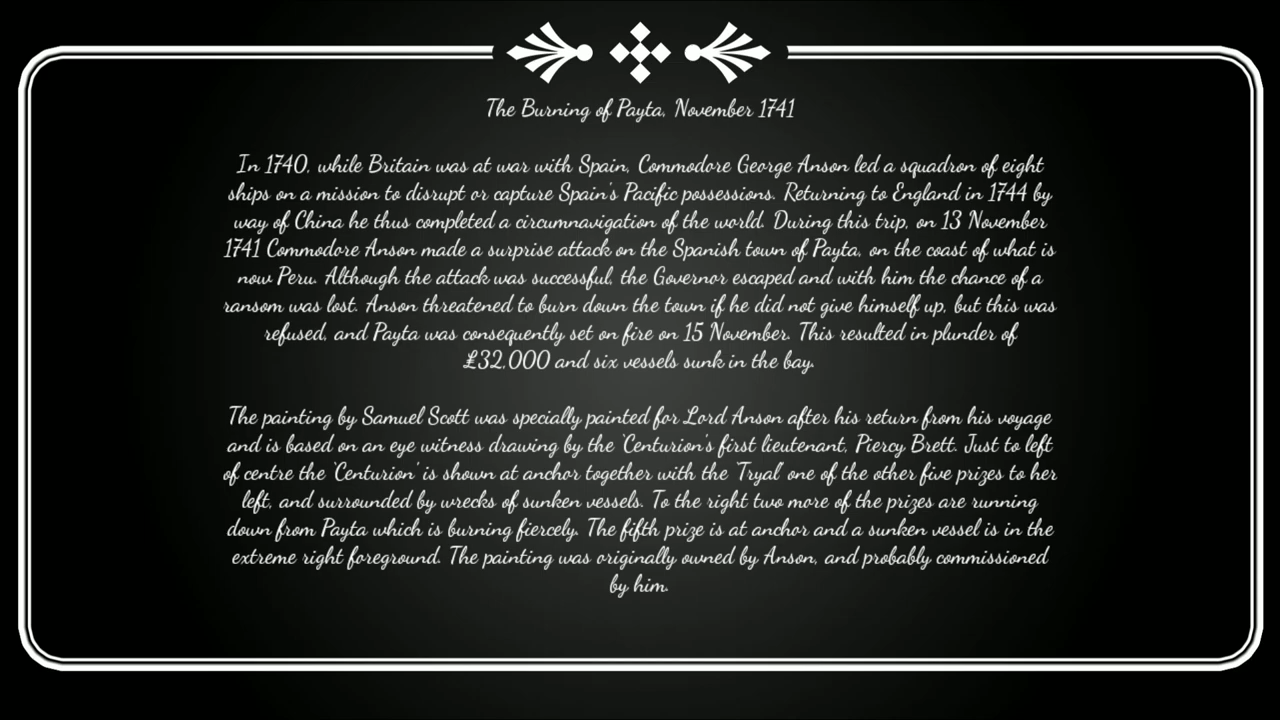 The Burning of Payta, November 1741
In 1740, while Britain was at war with Spain, Commodore George Anson led a squadron of eight
ships on a mission to disrupt or capture Spain's Pacific possessions. Returning to England in 1744 by
way of China he thus completed a circumnavigation of the world. During this trip, on 13 November
1741 Commodore Anson made a surprise attack on the Spanish town of Payta, on the coast of what is
now Peru. Although the attack was successful, the Governor escaped and with him the chance of a
ransom was lost. Anson threatened to burn down the town if he did not give himself up, but this was
refused, and Payta was consequently set on fire on 15 November. This resulted in plunder of
£32,000 and six vessels sunk in the bay.
The painting by Samuel Scott was specially painted for Lord Anson after his return from his voyage
and is based on an eye witness drawing by the 'Centurion's first lieutenant, Piercy Brett. Just to left
of centre the 'Centurion' is shown at anchor together with the 'Tryal' one of the other five prizes to her
left, and surrounded by wrecks of sunken vessels. To the right two more of the prizes are running
down from Payta which is burning fiercely. The fifth prize is at anchor and a sunken vessel is in the
extreme right foreground. The painting was originally owned by Anson, and probably commissioned
by him.